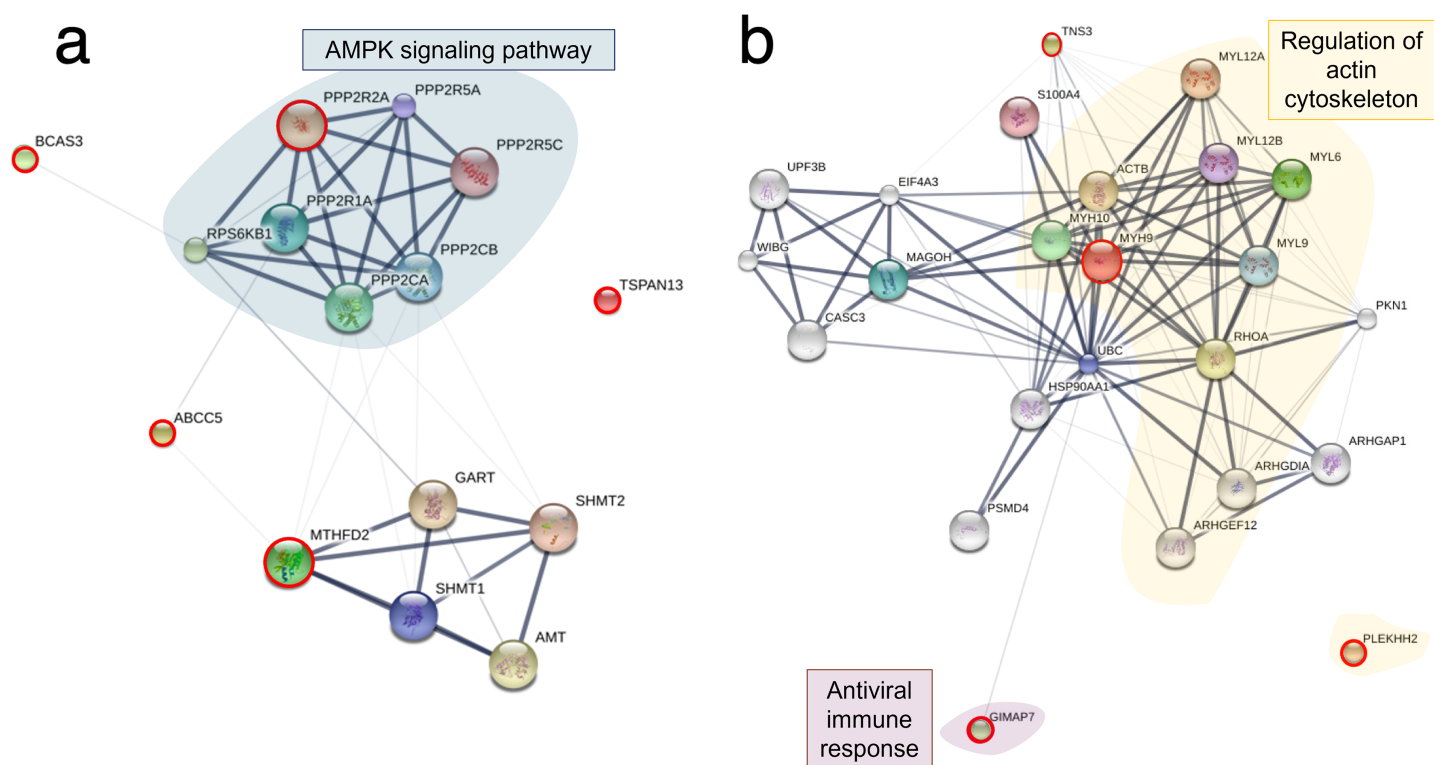 a
AMPK signaling pathway
PPP2R2A
PPP2R5A
BCAS3
PPP2R5C
PPP2R1A
RPS6KB1
PPP2CB
PPP2CA
TSPAN13
ABCC5
GART
SHMT2
MTHFD2
SHMT1
AMT
b
TNS3
Regulation of
actin
cytoskeleton
MYL12A
S100A4
MYL12B
MYL6
UPF3B
EIF4A3
ACTB
MYH10
MYH9
WIBG
MAGOH
MYL9
CASC3
PKN1
UBC
RHOA
HSP90AA1
ARHGAP1
ARHGDIA
PSMD4
ARHGEF12
PLEKHH2
Antiviral
immune
response
GIMAP7